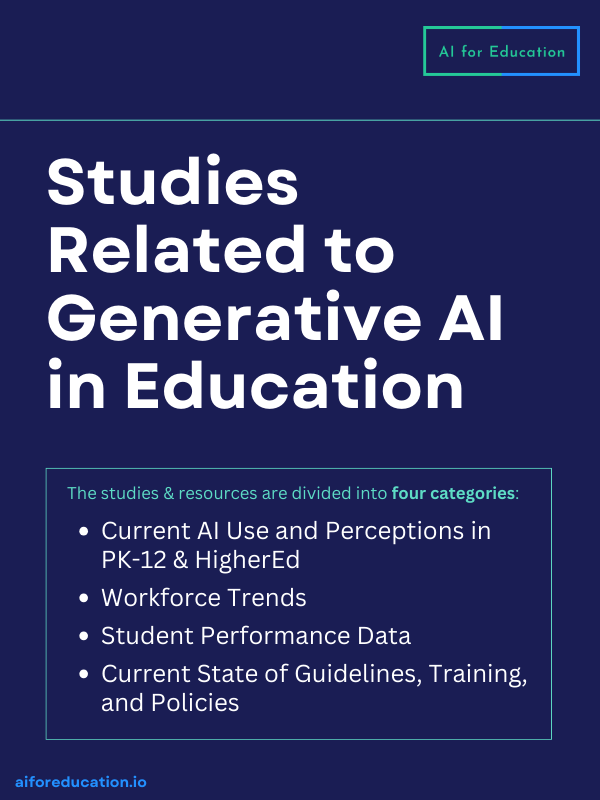 AI for Education
Studies
Related to
Generative AI
in Education
The studies & resources are divided into four categories:
• Current AI Use and Perceptions in
PK-12 & HigherEd
• Workforce Trends
• Student Performance Data
• Current State of Guidelines, Training,
and Policies
aiforeducation.io